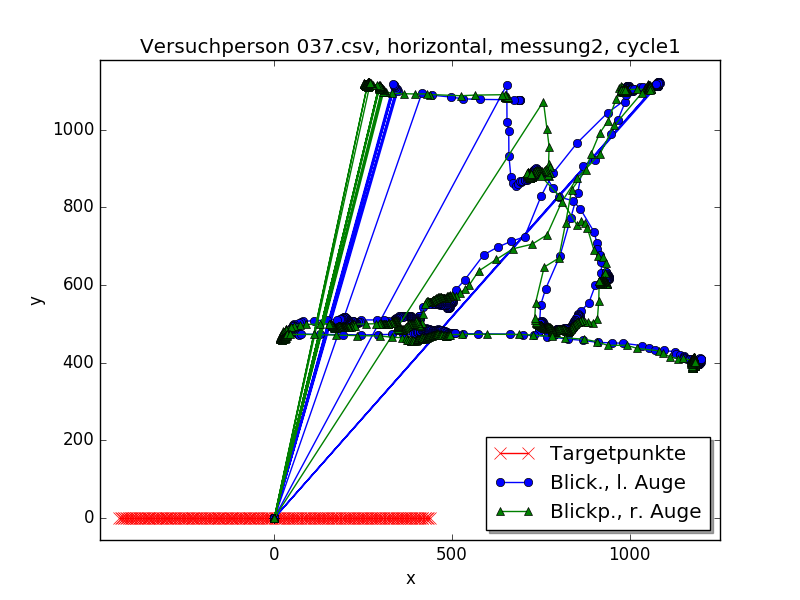 Versuchperson 037.csv, horizontal, messung2, cycle1
y
1000
800
600
400
200
0
0
500
1000
x
Targetpunkte
Blick., l. Auge
Blickp., r. Auge